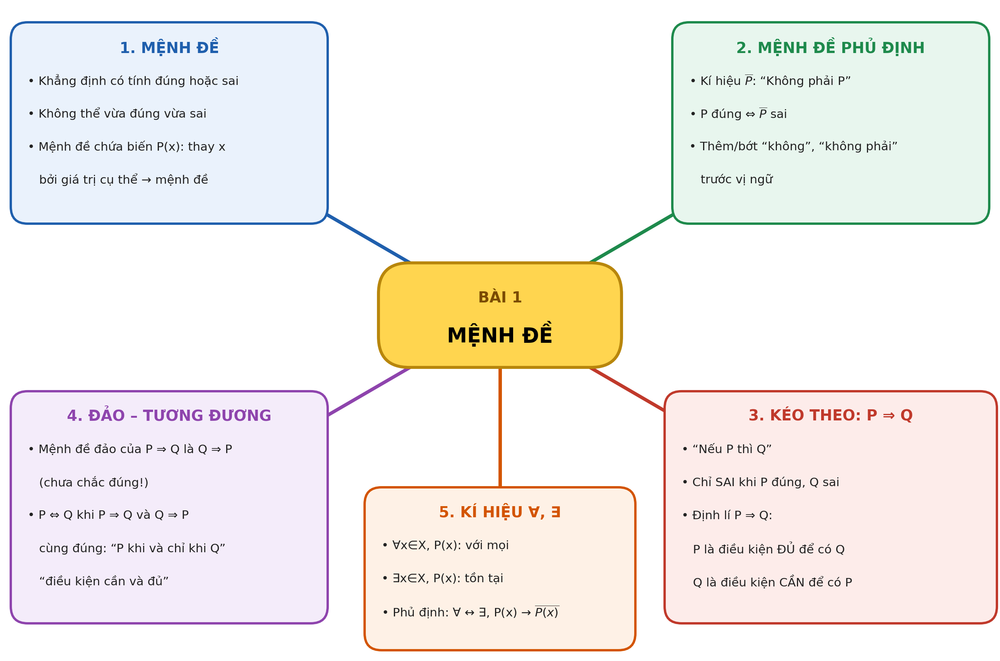 1. MỆNH ĐỀ
• Khẳng định có tính đúng hoặc sai
• Không thể vừa đúng vừa sai
• Mệnh đề chứa biến P(x): thay x
bởi giá trị cụ thể → mệnh đề
2. MỆNH ĐỀ PHỦ ĐỊNH
• Kí hiệu P̅: “Không phải P”
• P đúng ⇔ P̅ sai
• Thêm/bớt “không”, “không phải”
trước vị ngữ
BÀI 1
MỆNH ĐỀ
3. KÉO THEO: P ⇒ Q
• “Nếu P thì Q”
• Chỉ SAI khi P đúng, Q sai
• Định lí P ⇒ Q:
P là điều kiện ĐỦ để có Q
Q là điều kiện CẦN để có P
4. ĐẢO – TƯƠNG ĐƯƠNG
• Mệnh đề đảo của P ⇒ Q là Q ⇒ P
(chưa chắc đúng!)
• P ⇔ Q khi P ⇒ Q và Q ⇒ P
cùng đúng: “P khi và chỉ khi Q”
“điều kiện cần và đủ”
5. KÍ HIỆU ∀, ∃
• ∀x∈X, P(x): với mọi
• ∃x∈X, P(x): tồn tại
• Phủ định: ∀ ↔ ∃, P(x) → P̅(̅x̅)̅